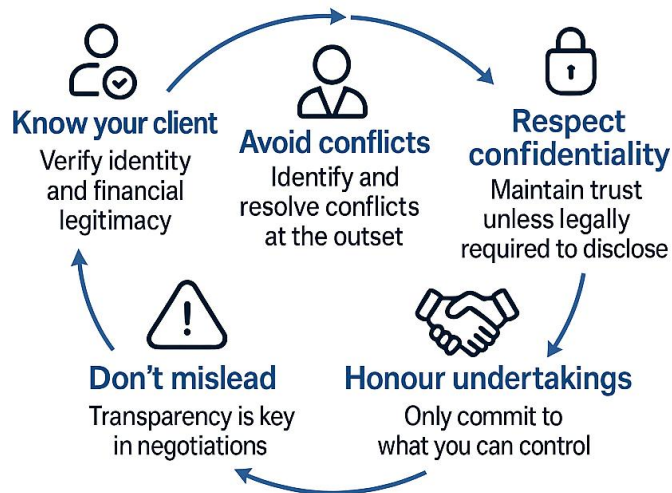 Know your client
Verify identity
and financial
legitimacy
Avoid conflicts
Identify and
resolve conflicts
at the outset
Respect
confidentiality
Maintain trust
unless legally
required to disclose
Honour undertakings
Only commit to
what you can control
Don't mislead
Transparency is key
in negotiations